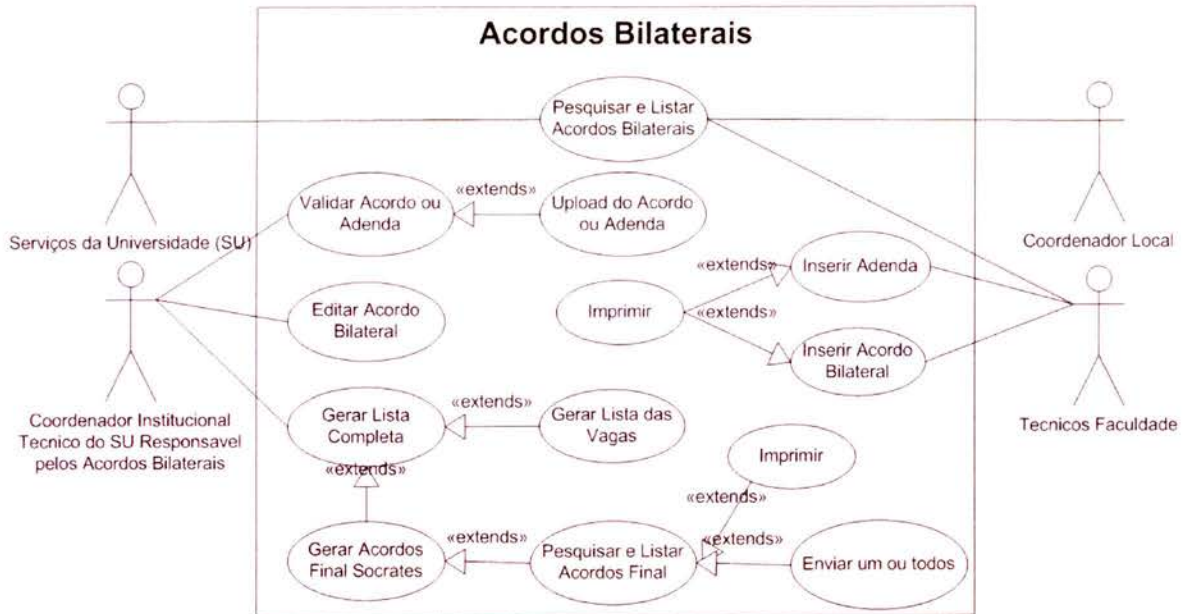 Acordos Bilaterais
Pesquisar e Listar
Acordos Bilaterais
Serviços da Universidade (SU)
Coordenador Local
Validar Acordo ou
Adenda
«extends»
Upload do Acordo
ou Adenda
Editar Acordo
Bilateral
Imprimir
«extends»
Inserir Adenda
«extends»
Inserir Acordo
Bilateral
Coordenador Institucional
Tecnico do SU Responsavel
pelos Acordos Bilaterais
Tecnicos Faculdade
Gerar Lista
Completa
«extends»
Gerar Lista das
Vagas
«extends»
Imprimir
«extends»
Gerar Acordos
Final Socrates
«extends»
Pesquisar e Listar
Acordos Final
«extends»
Enviar um ou todos